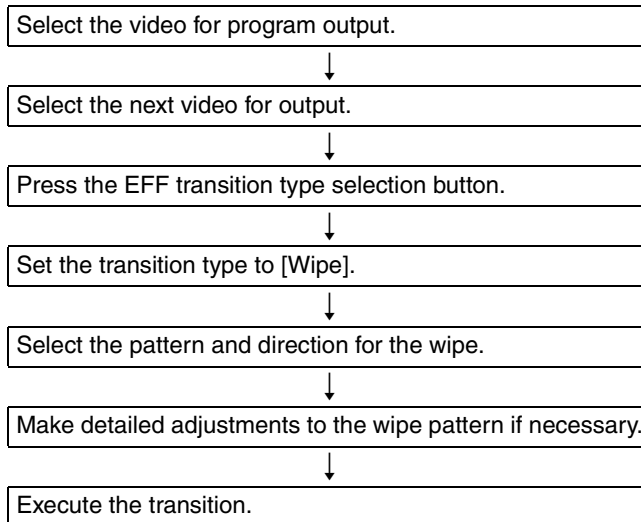 Select the video for program output.
Select the next video for output.
Press the EFF transition type selection button.
Set the transition type to [Wipe].
Select the pattern and direction for the wipe.
Make detailed adjustments to the wipe pattern if necessary.
Execute the transition.